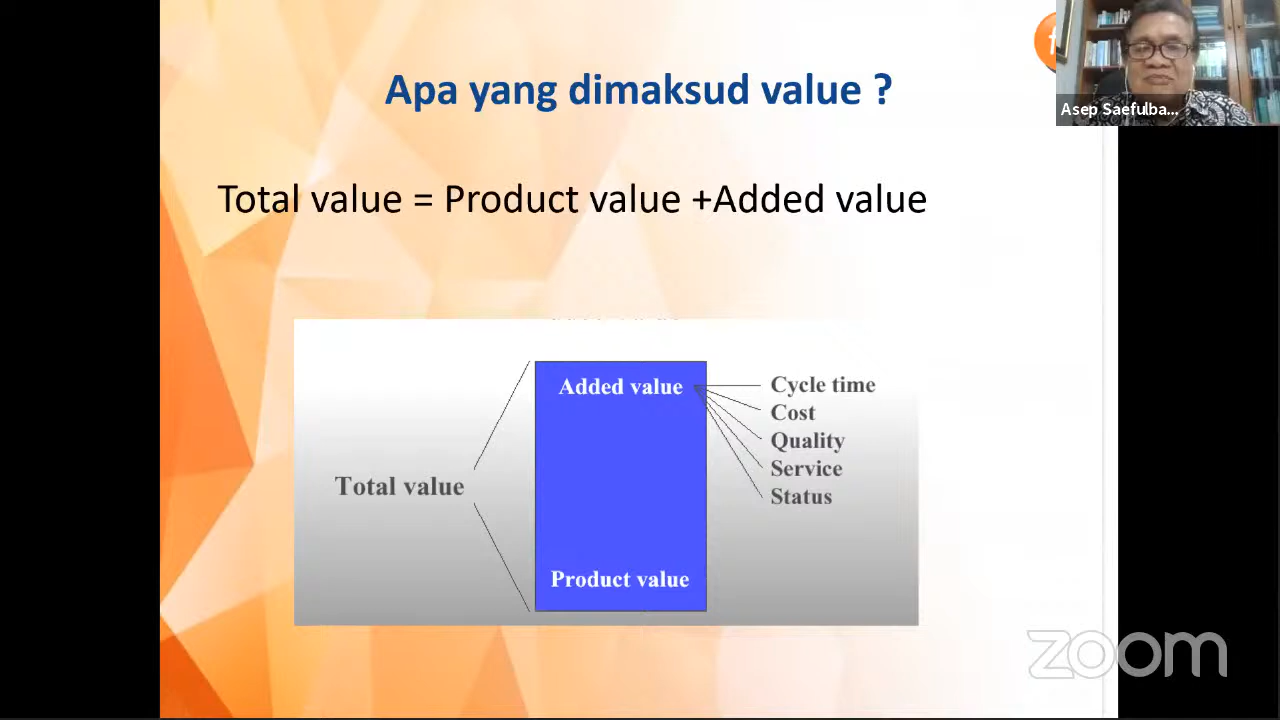 Apa yang dimaksud value ?
Asep Saefulba...
Total value = Product value +Added value
Added value
Cycle time
Cost
Quality
Service
Status
Total value
Product value
zoom